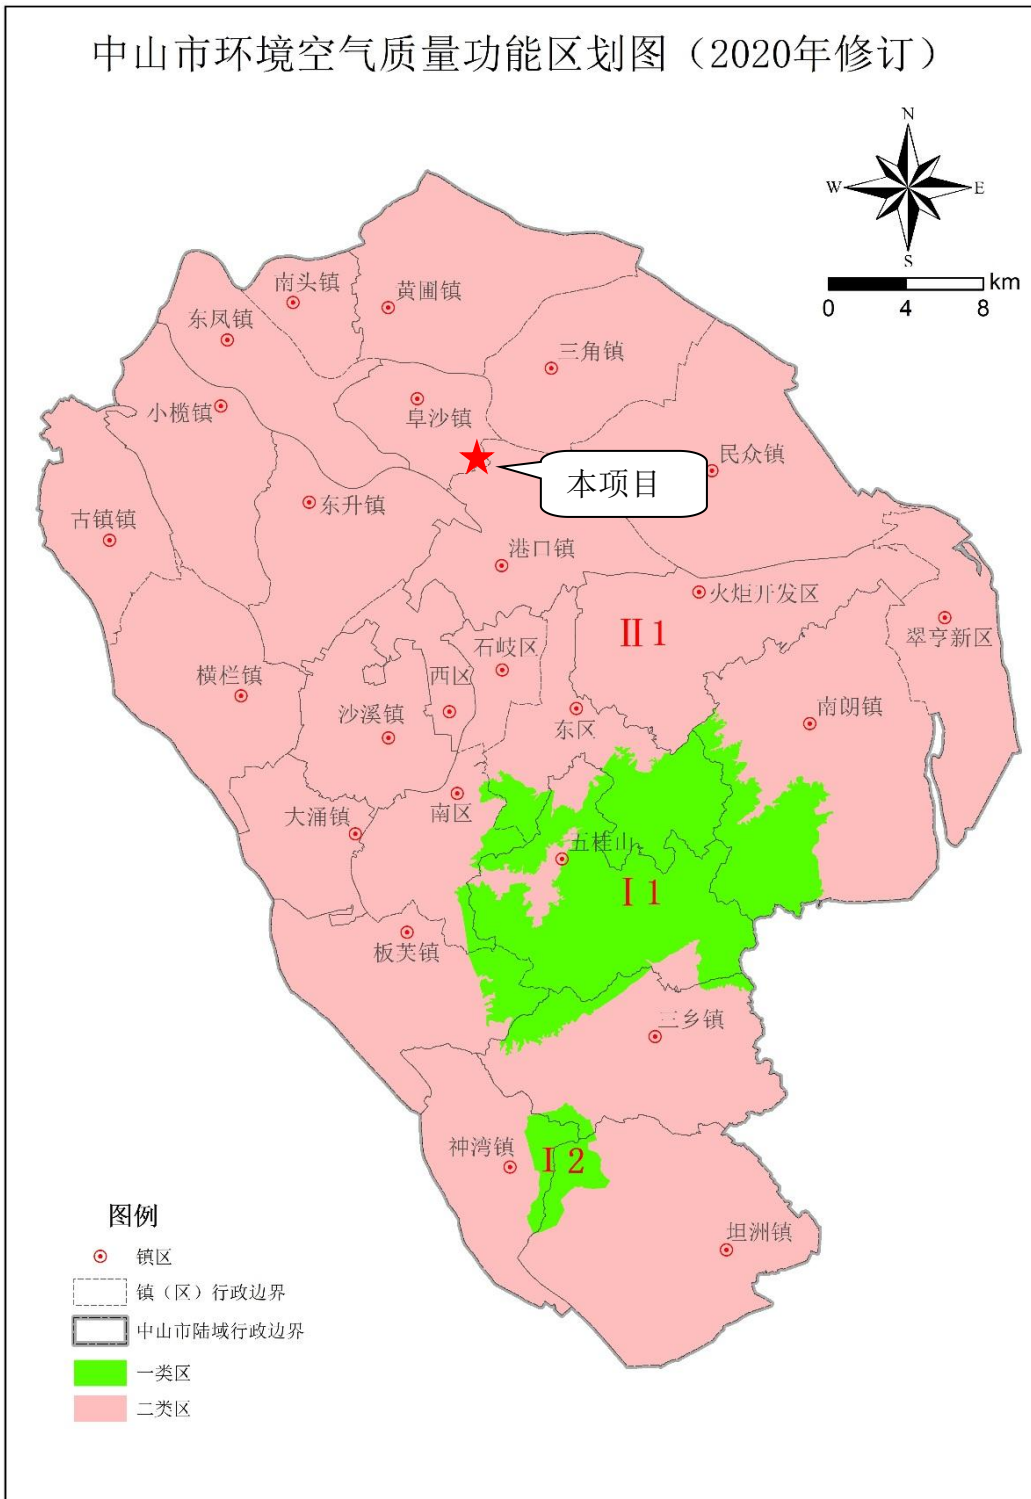 中山市环境空气质量功能区划图（2020年修订）
N
W
E
S
km
0 4 8
南头镇
黄圃镇
东凤镇
三角镇
小榄镇
阜沙镇
民众镇
本项目
东升镇
古镇镇
港口镇
火炬开发区
翠亨新区
II 1
石岐区
西区
横栏镇
沙溪镇
东区
南朗镇
大涌镇
南区
五桂山
I 1
板芙镇
三乡镇
神湾镇
I 2
坦洲镇
图例
镇区
镇（区）行政边界
中山市陆域行政边界
一类区
二类区